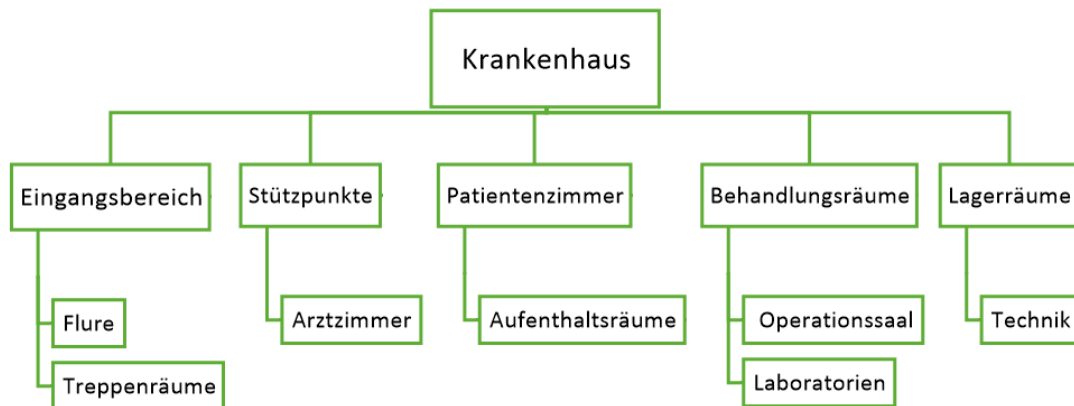 Krankenhaus
Eingangsbereich
Stützpunkte
Patientenzimmer
Behandlungsräume
Lagerräume
Flure
Arztzimmer
Aufenthaltsräume
Operationssaal
Technik
Treppenräume
Laboratorien